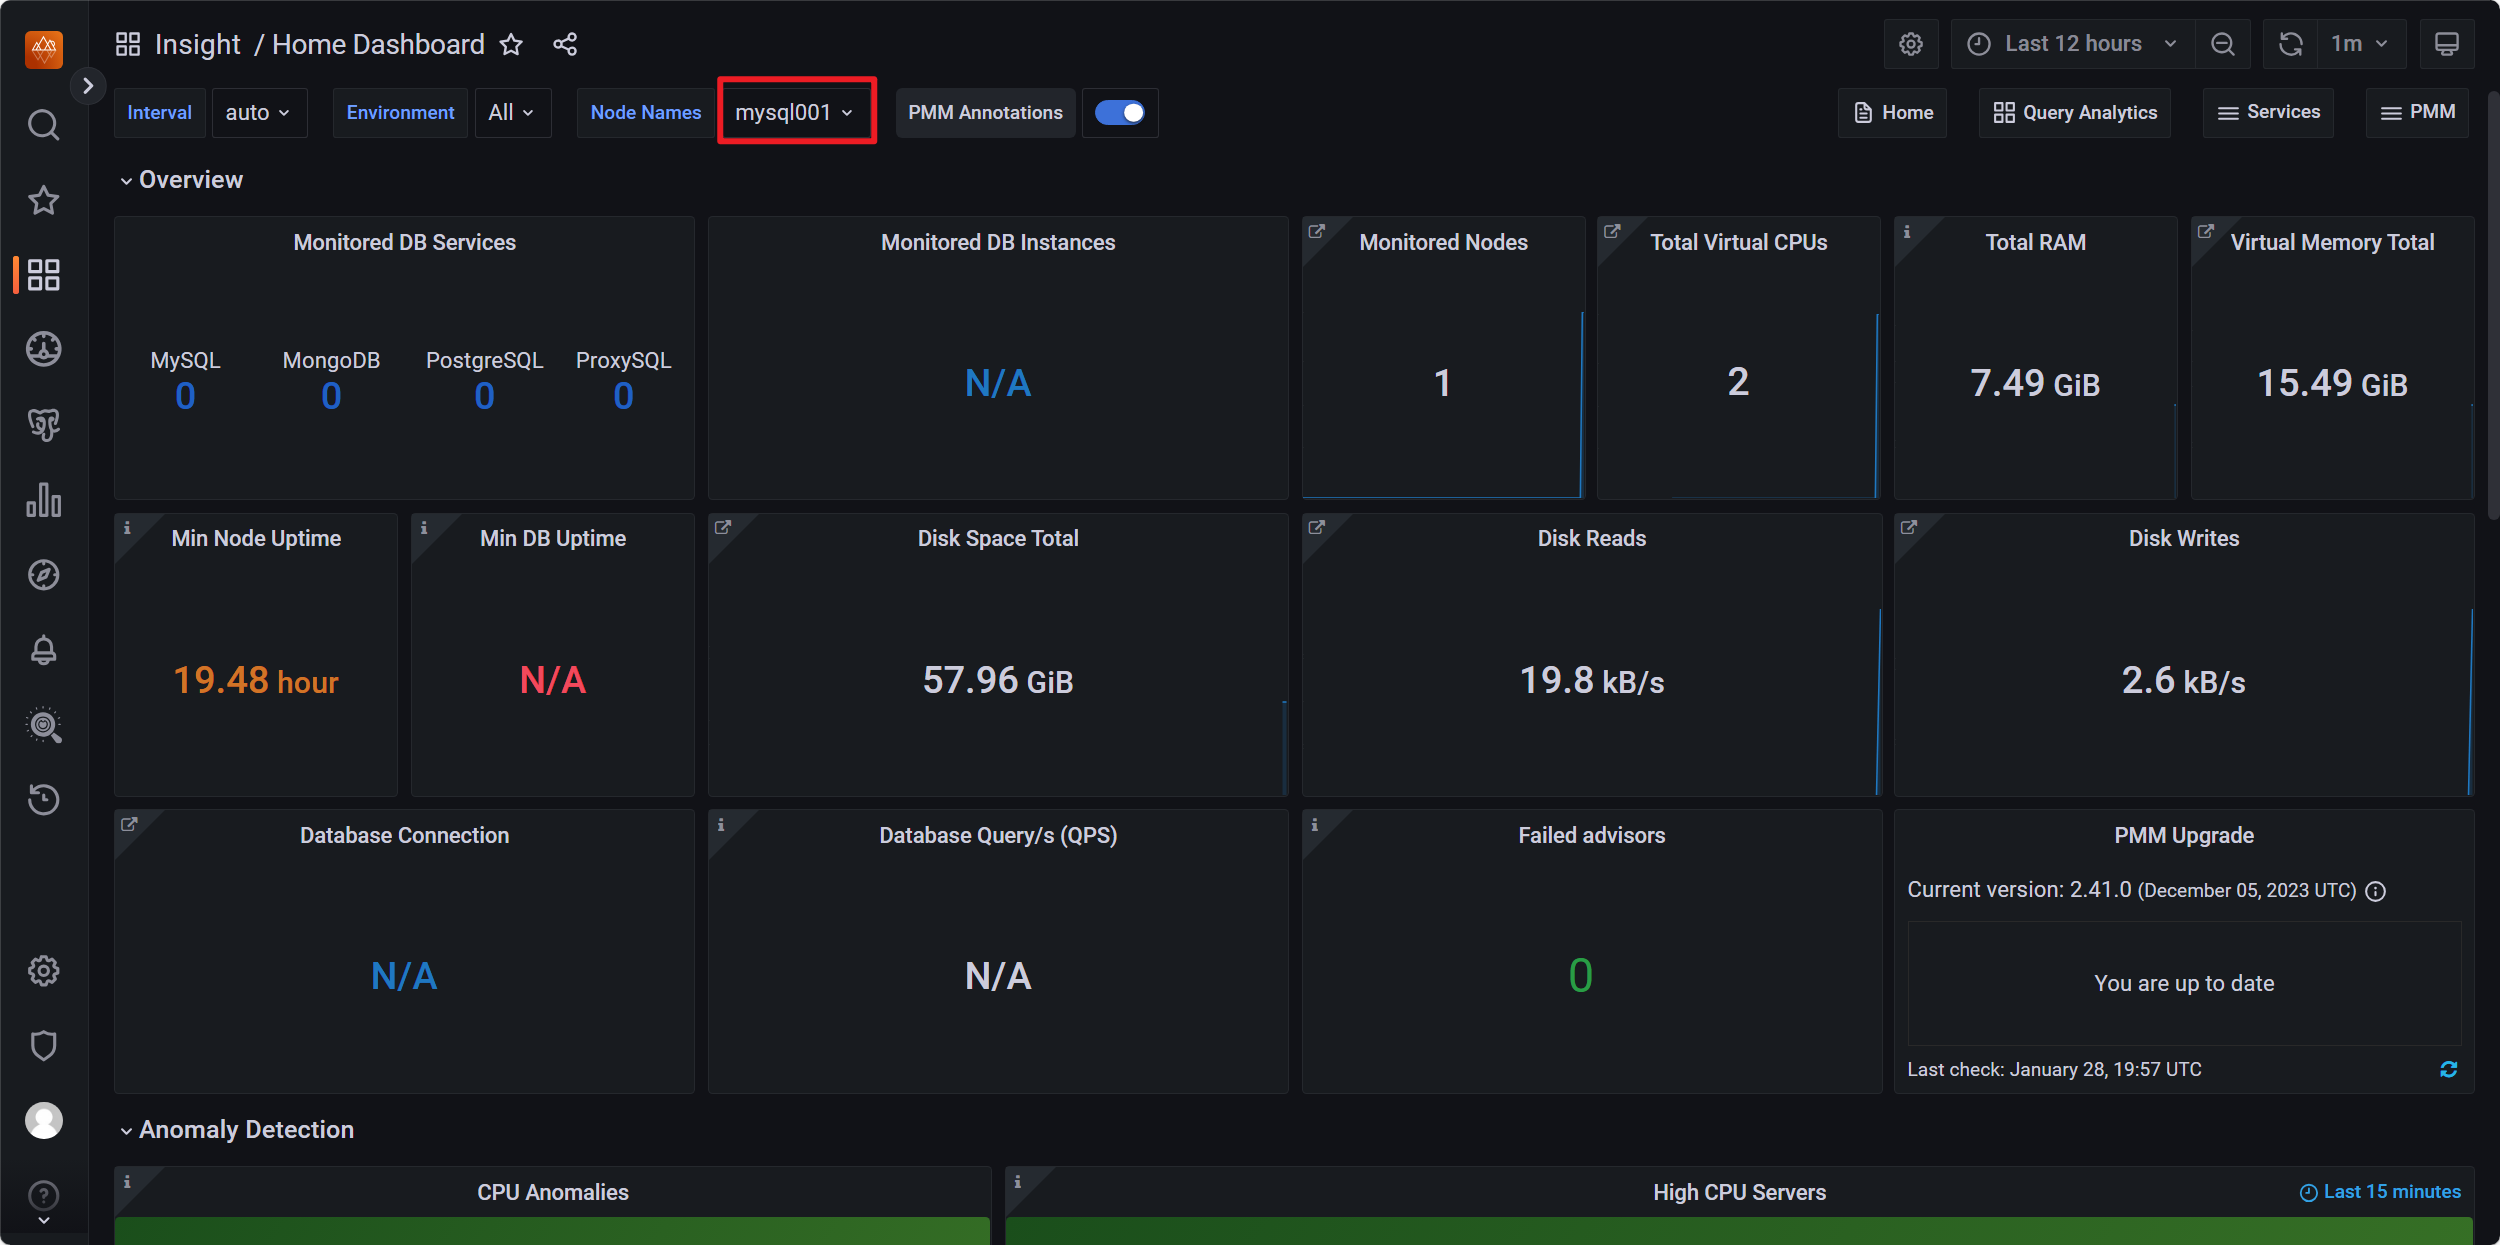 Insight / Home Dashboard
Last 12 hours
1m
Interval
auto
Environment
All
Node Names
mysql001
PMM Annotations
Home
Query Analytics
Services
PMM
Overview
Monitored DB Services
Monitored DB Instances
Monitored Nodes
Total Virtual CPUs
Total RAM
Virtual Memory Total
MySQL
MongoDB
PostgreSQL
ProxySQL
0
0
0
0
N/A
1
2
7.49 GiB
15.49 GiB
Min Node Uptime
Min DB Uptime
Disk Space Total
Disk Reads
Disk Writes
19.48 hour
N/A
57.96 GiB
19.8 kB/s
2.6 kB/s
Database Connection
Database Query/s (QPS)
Failed advisors
PMM Upgrade
N/A
N/A
0
Current version: 2.41.0 (December 05, 2023 UTC)
You are up to date
Last check: January 28, 19:57 UTC
Anomaly Detection
CPU Anomalies
High CPU Servers
Last 15 minutes